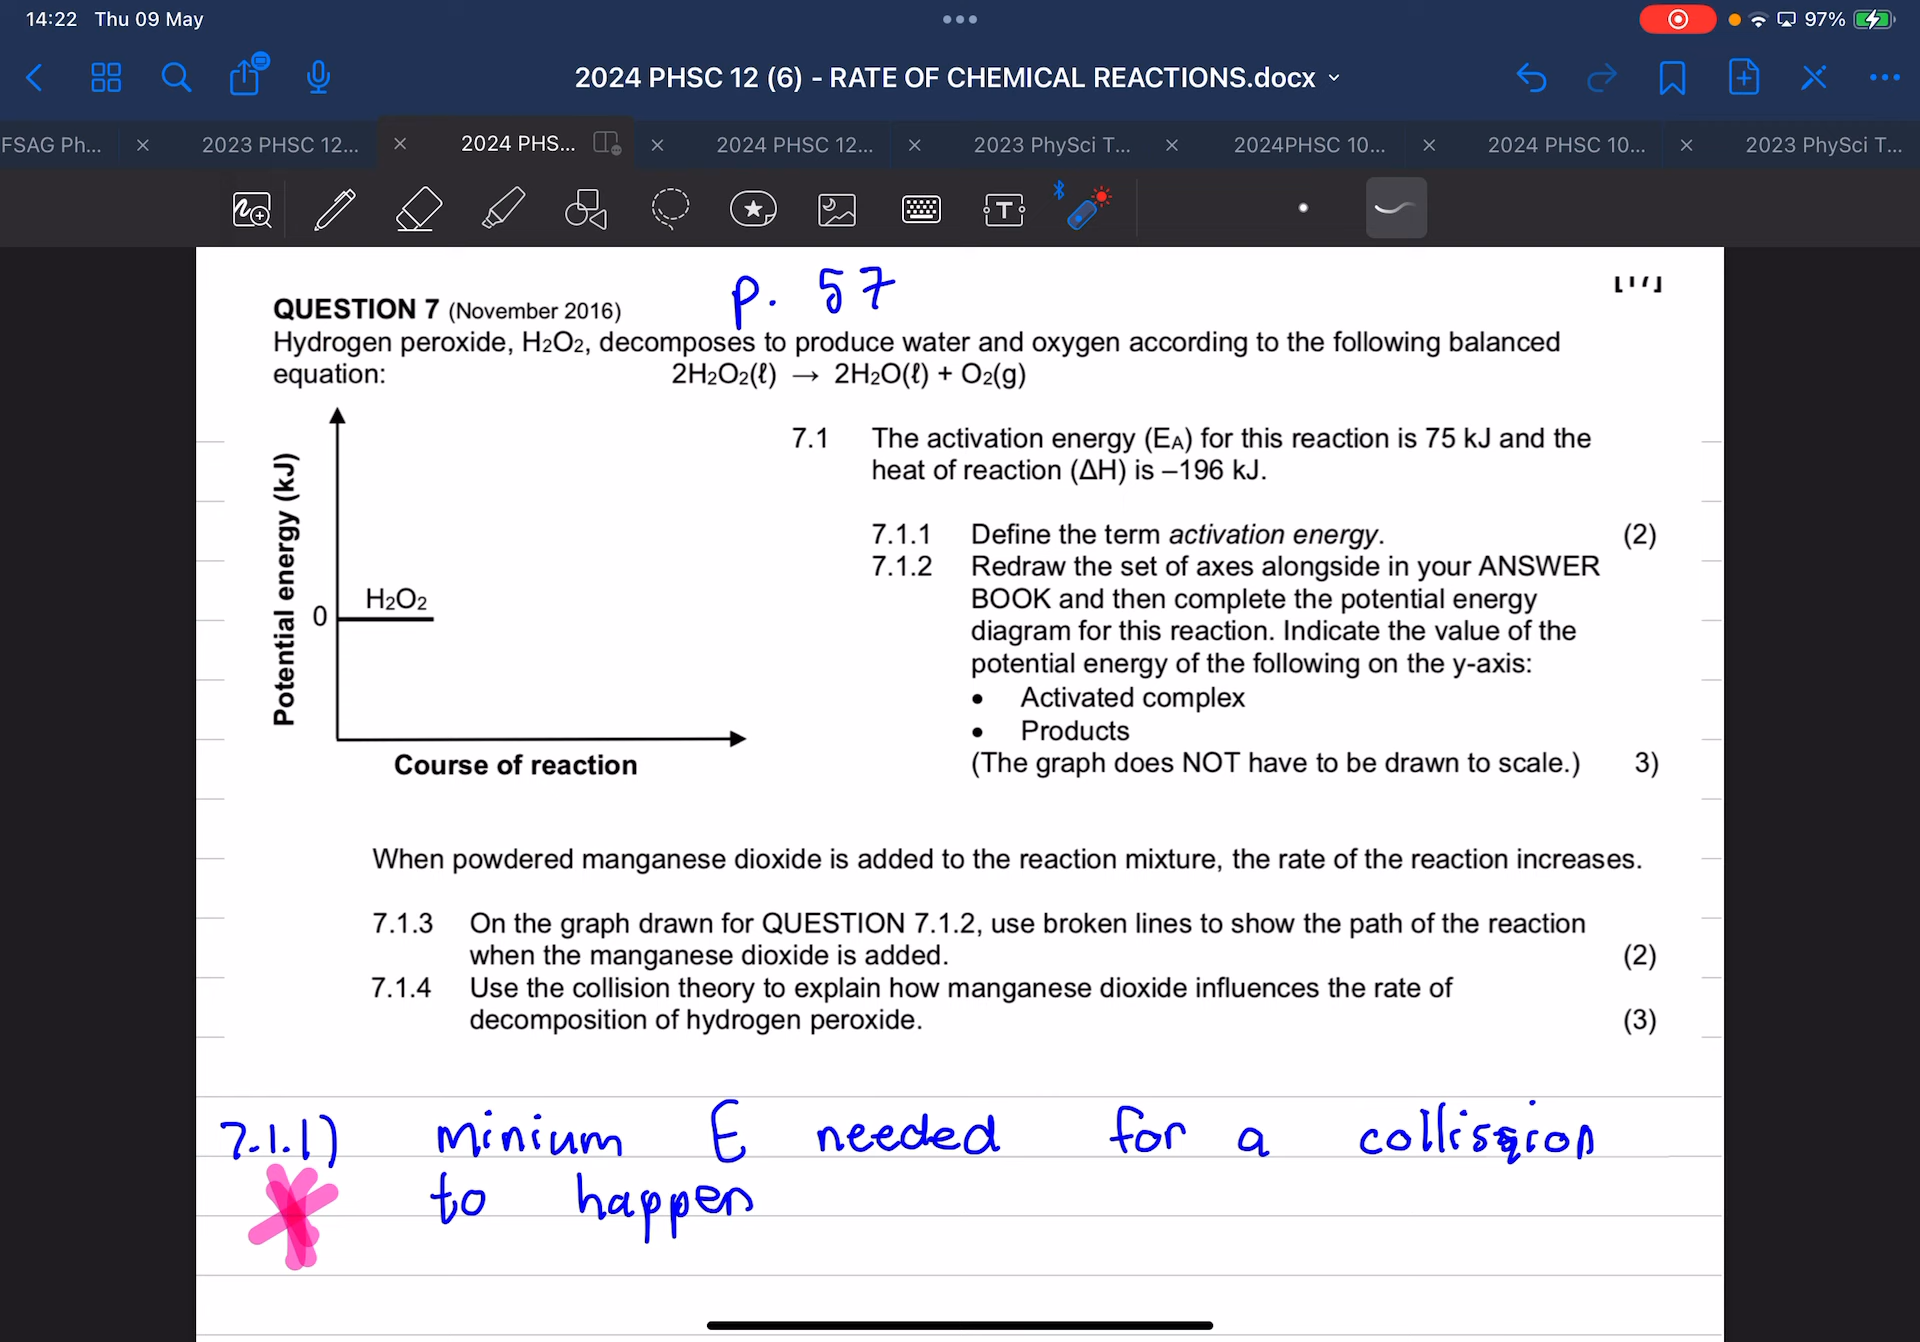 14:22 Thu 09 May
97%
2024 PHSC 12 (6) - RATE OF CHEMICAL REACTIONS.docx
FSAG Ph... 2023 PHSC 12... 2024 PHS... 2024 PHSC 12... 2023 PhySci T... 2024PHSC 10... 2024 PHSC 10... 2023 PhySci T...
p. 57
QUESTION 7 (November 2016)
Hydrogen peroxide, H2O2, decomposes to produce water and oxygen according to the following balanced
equation: 2H2O2(ℓ) → 2H2O(ℓ) + O2(g)
Potential energy (kJ)
H2O2
0
Course of reaction
7.1 The activation energy (EA) for this reaction is 75 kJ and the
heat of reaction (ΔH) is –196 kJ.
7.1.1 Define the term activation energy. (2)
7.1.2 Redraw the set of axes alongside in your ANSWER
BOOK and then complete the potential energy
diagram for this reaction. Indicate the value of the
potential energy of the following on the y-axis:
• Activated complex
• Products
(The graph does NOT have to be drawn to scale.) 3)
When powdered manganese dioxide is added to the reaction mixture, the rate of the reaction increases.
7.1.3 On the graph drawn for QUESTION 7.1.2, use broken lines to show the path of the reaction
when the manganese dioxide is added. (2)
7.1.4 Use the collision theory to explain how manganese dioxide influences the rate of
decomposition of hydrogen peroxide. (3)
7.1.1) minium E needed for a collision
to happen